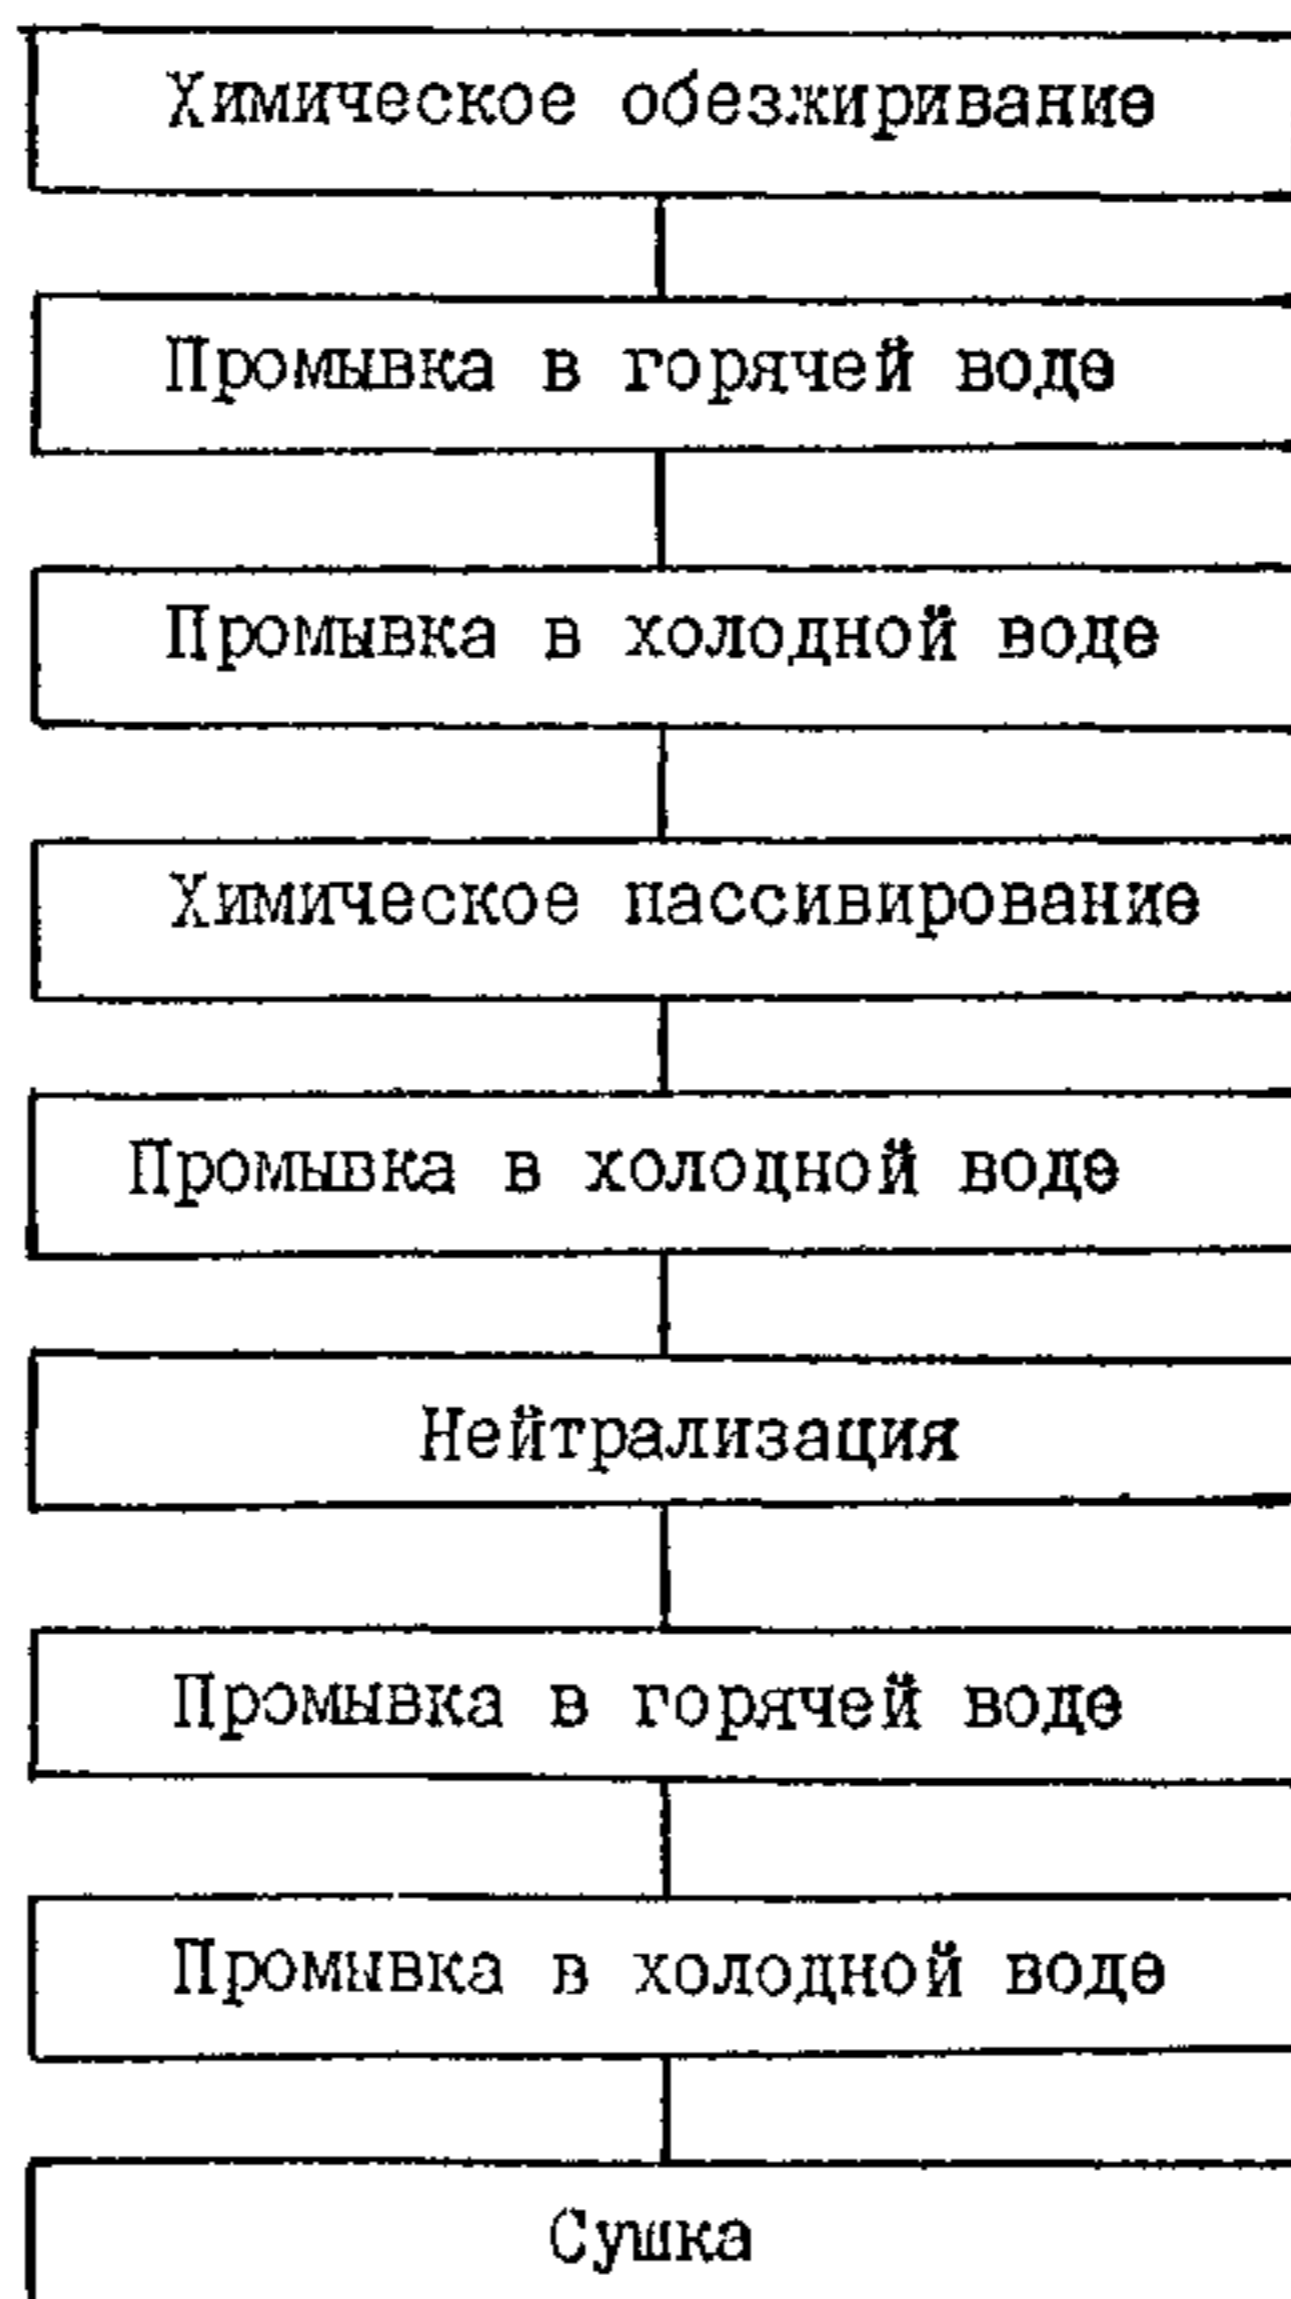 Химическое обезжиривание
Промывка в горячей воде
Промывка в холодной воде
Химическое пассивирование
Промывка в холодной воде
Нейтрализация
Промывка в горячей воде
Промывка в холодной воде
Сушка